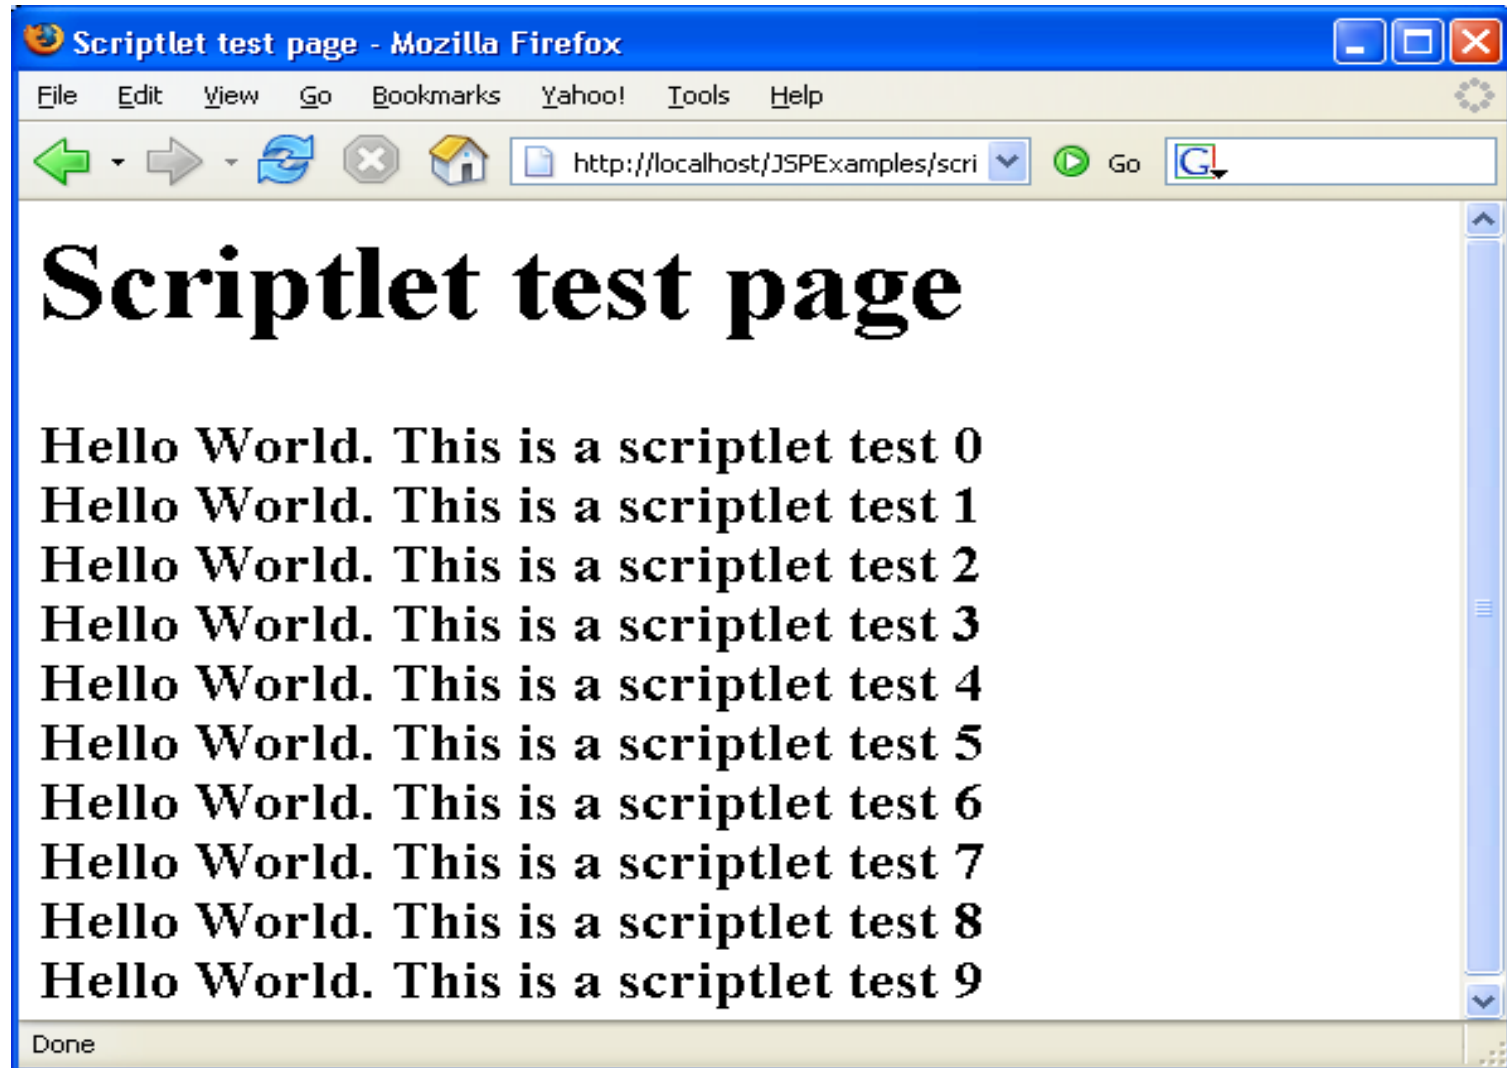 Scriptlet test page - Mozilla Firefox
File Edit View Go Bookmarks Yahoo! Tools Help
http://localhost/JSPExamples/scri Go G
Scriptlet test page
Hello World. This is a scriptlet test 0
Hello World. This is a scriptlet test 1
Hello World. This is a scriptlet test 2
Hello World. This is a scriptlet test 3
Hello World. This is a scriptlet test 4
Hello World. This is a scriptlet test 5
Hello World. This is a scriptlet test 6
Hello World. This is a scriptlet test 7
Hello World. This is a scriptlet test 8
Hello World. This is a scriptlet test 9
Done